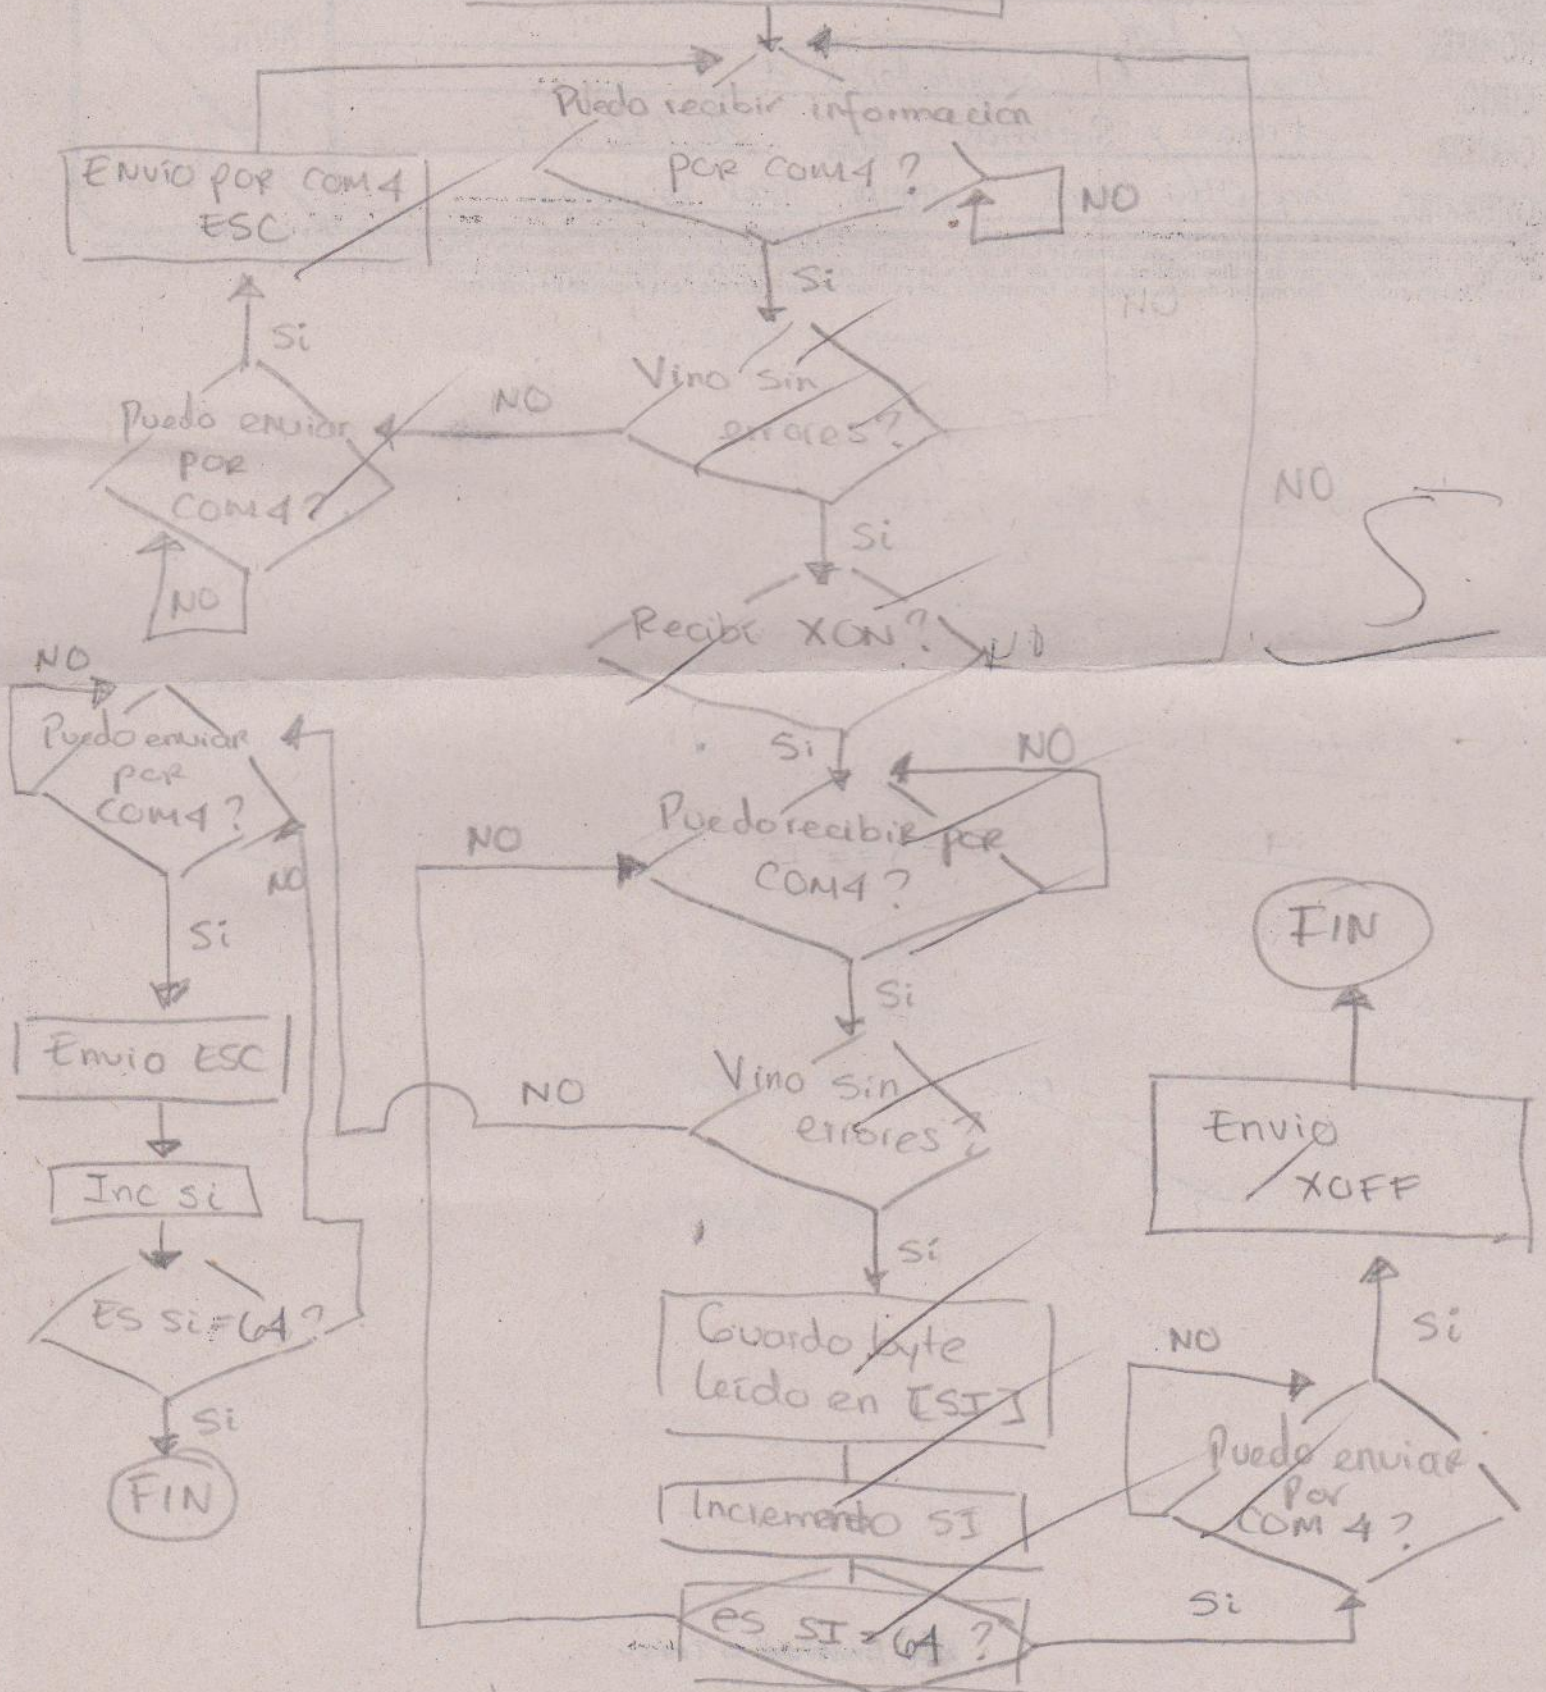 Puedo recibir información
por COM4?
NO
Si
ENVÍO POR COM4
ESC
Si
Puedo enviar
POR
COM4?
NO
NO
Vino sin
errores?
NO
Si
NO
Recibí XON?
NO
Si
NO
Puedo enviar
por
COM4?
NO
Si
Envio ESC
Inc si
Es si=64?
Si
FIN
NO
Puedo recibir por
COM4?
NO
Si
Vino sin
errores?
NO
Si
Guardo byte
leído en [SI]
Incremento SI
es SI=64?
Si
NO
Puedo enviar
Por
COM 4?
Si
Envio
XOFF
FIN